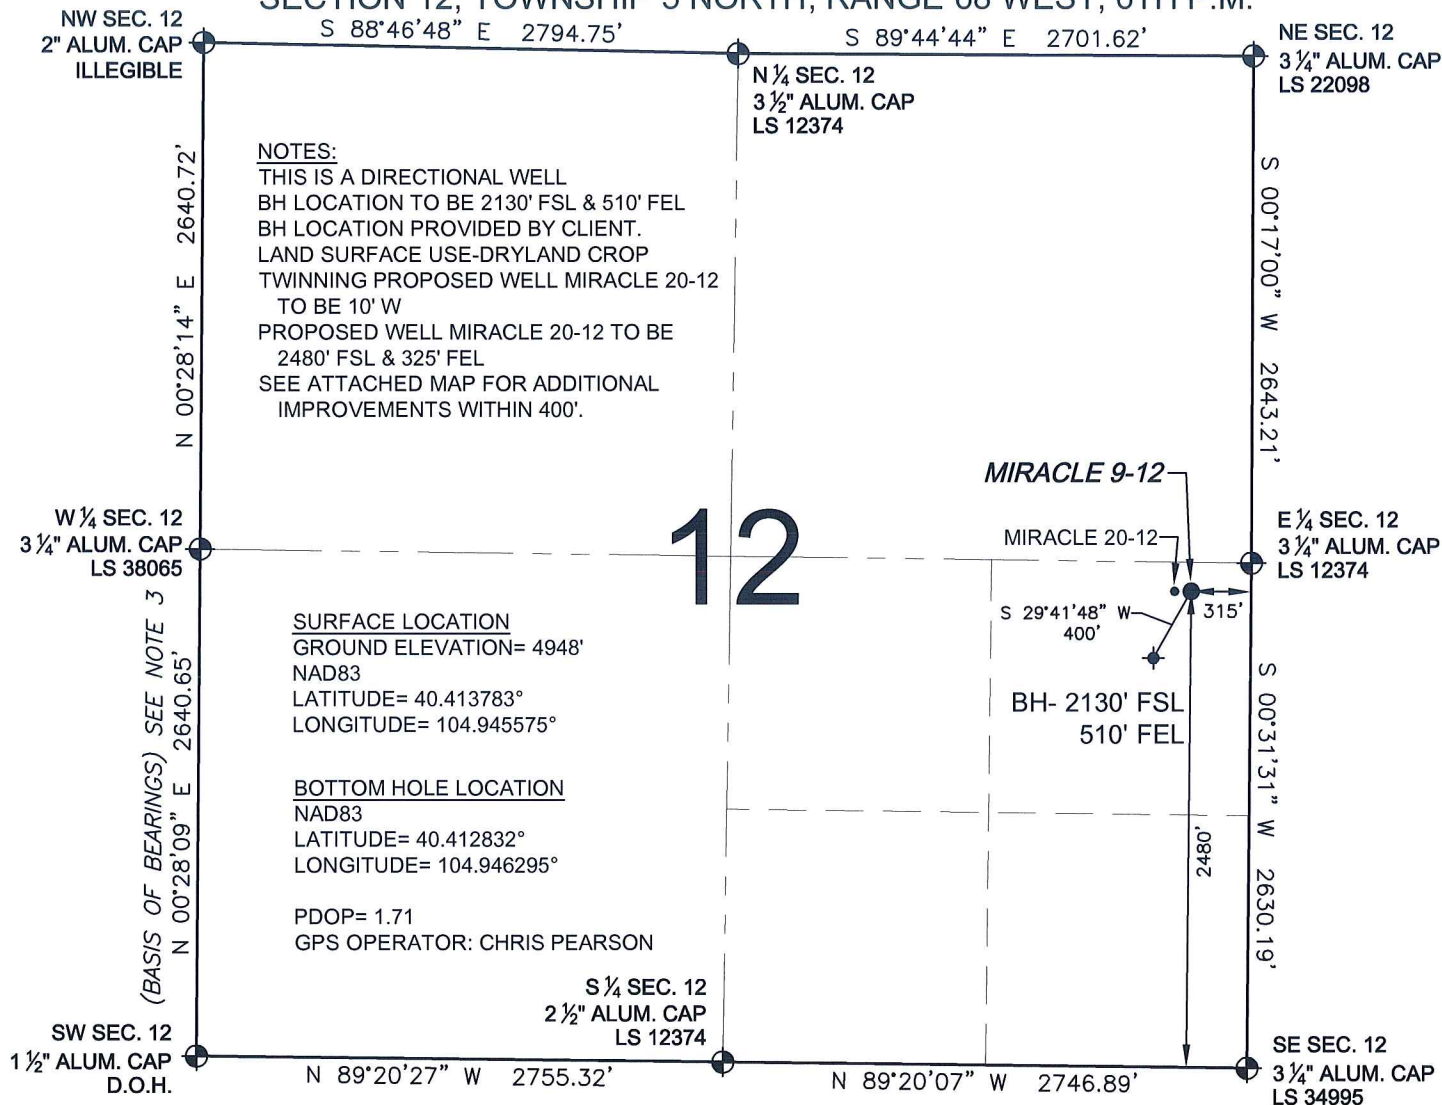 SECTION 12, TOWNSHIP 5 NORTH, RANGE 68 WEST, 6TH P.M.
NW SEC. 12
2" ALUM. CAP
ILLEGIBLE
S 88°46'48" E 2794.75'
S 89°44'44" E 2701.62'
NE SEC. 12
3 ¼" ALUM. CAP
LS 22098
N ¼ SEC. 12
3 ½" ALUM. CAP
LS 12374
NOTES:
THIS IS A DIRECTIONAL WELL
BH LOCATION TO BE 2130' FSL & 510' FEL
BH LOCATION PROVIDED BY CLIENT.
LAND SURFACE USE-DRYLAND CROP
TWINNING PROPOSED WELL MIRACLE 20-12
TO BE 10' W
PROPOSED WELL MIRACLE 20-12 TO BE
2480' FSL & 325' FEL
SEE ATTACHED MAP FOR ADDITIONAL
IMPROVEMENTS WITHIN 400'.
N 00°28'14" E 2640.72'
S 00°17'00" W 2643.21'
MIRACLE 9-12
MIRACLE 20-12
W ¼ SEC. 12
3 ¼" ALUM. CAP
LS 38065
12
E ¼ SEC. 12
3 ¼" ALUM. CAP
LS 12374
S 29°41'48" W
400'
315'
BH- 2130' FSL
510' FEL
SURFACE LOCATION
GROUND ELEVATION= 4948'
NAD83
LATITUDE= 40.413783°
LONGITUDE= 104.945575°
BOTTOM HOLE LOCATION
NAD83
LATITUDE= 40.412832°
LONGITUDE= 104.946295°
PDOP= 1.71
GPS OPERATOR: CHRIS PEARSON
(BASIS OF BEARINGS) SEE NOTE 3
N 00°28'09" E 2640.65'
2480'
S 00°31'31" W 2630.19'
S ¼ SEC. 12
2 ½" ALUM. CAP
LS 12374
SW SEC. 12
1 ½" ALUM. CAP
D.O.H.
N 89°20'27" W 2755.32'
N 89°20'07" W 2746.89'
SE SEC. 12
3 ¼" ALUM. CAP
LS 34995